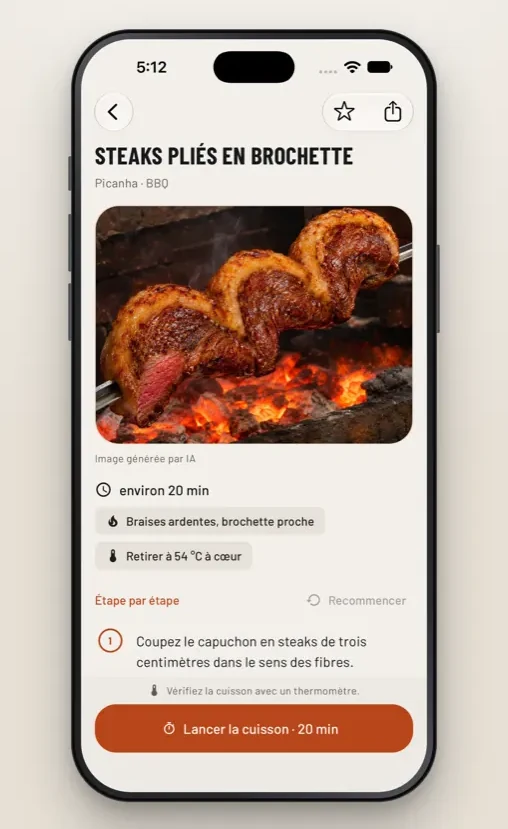 5:12
STEAKS PLIÉS EN BROCHETTE
Picanha · BBQ
Image générée par IA
environ 20 min
Braises ardentes, brochette proche
Retirer à 54 °C à cœur
Étape par étape
Recommencer
1
Coupez le capuchon en steaks de trois
centimètres dans le sens des fibres.
Vérifiez la cuisson avec un thermomètre.
Lancer la cuisson · 20 min